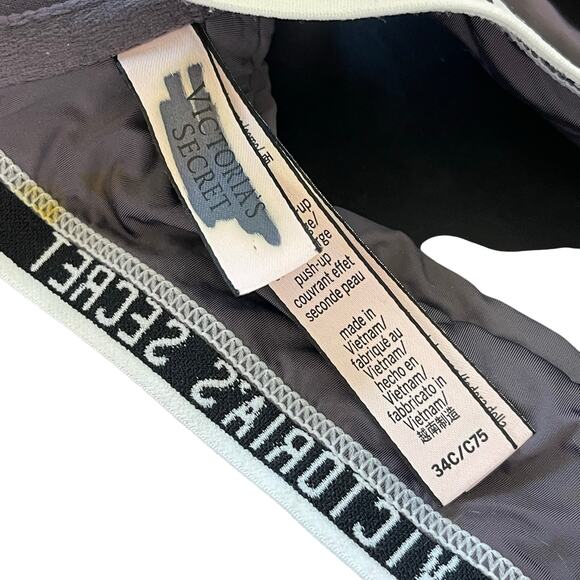 VICTORIA'S
SECRET
push-up
couvrant effet
seconde peau
made in
Vietnam/
fabriqué au
Vietnam/
hecho en
Vietnam/
fabbricato in
Vietnam/
越南制造
34C/C75
VICTORIA'S SECRET